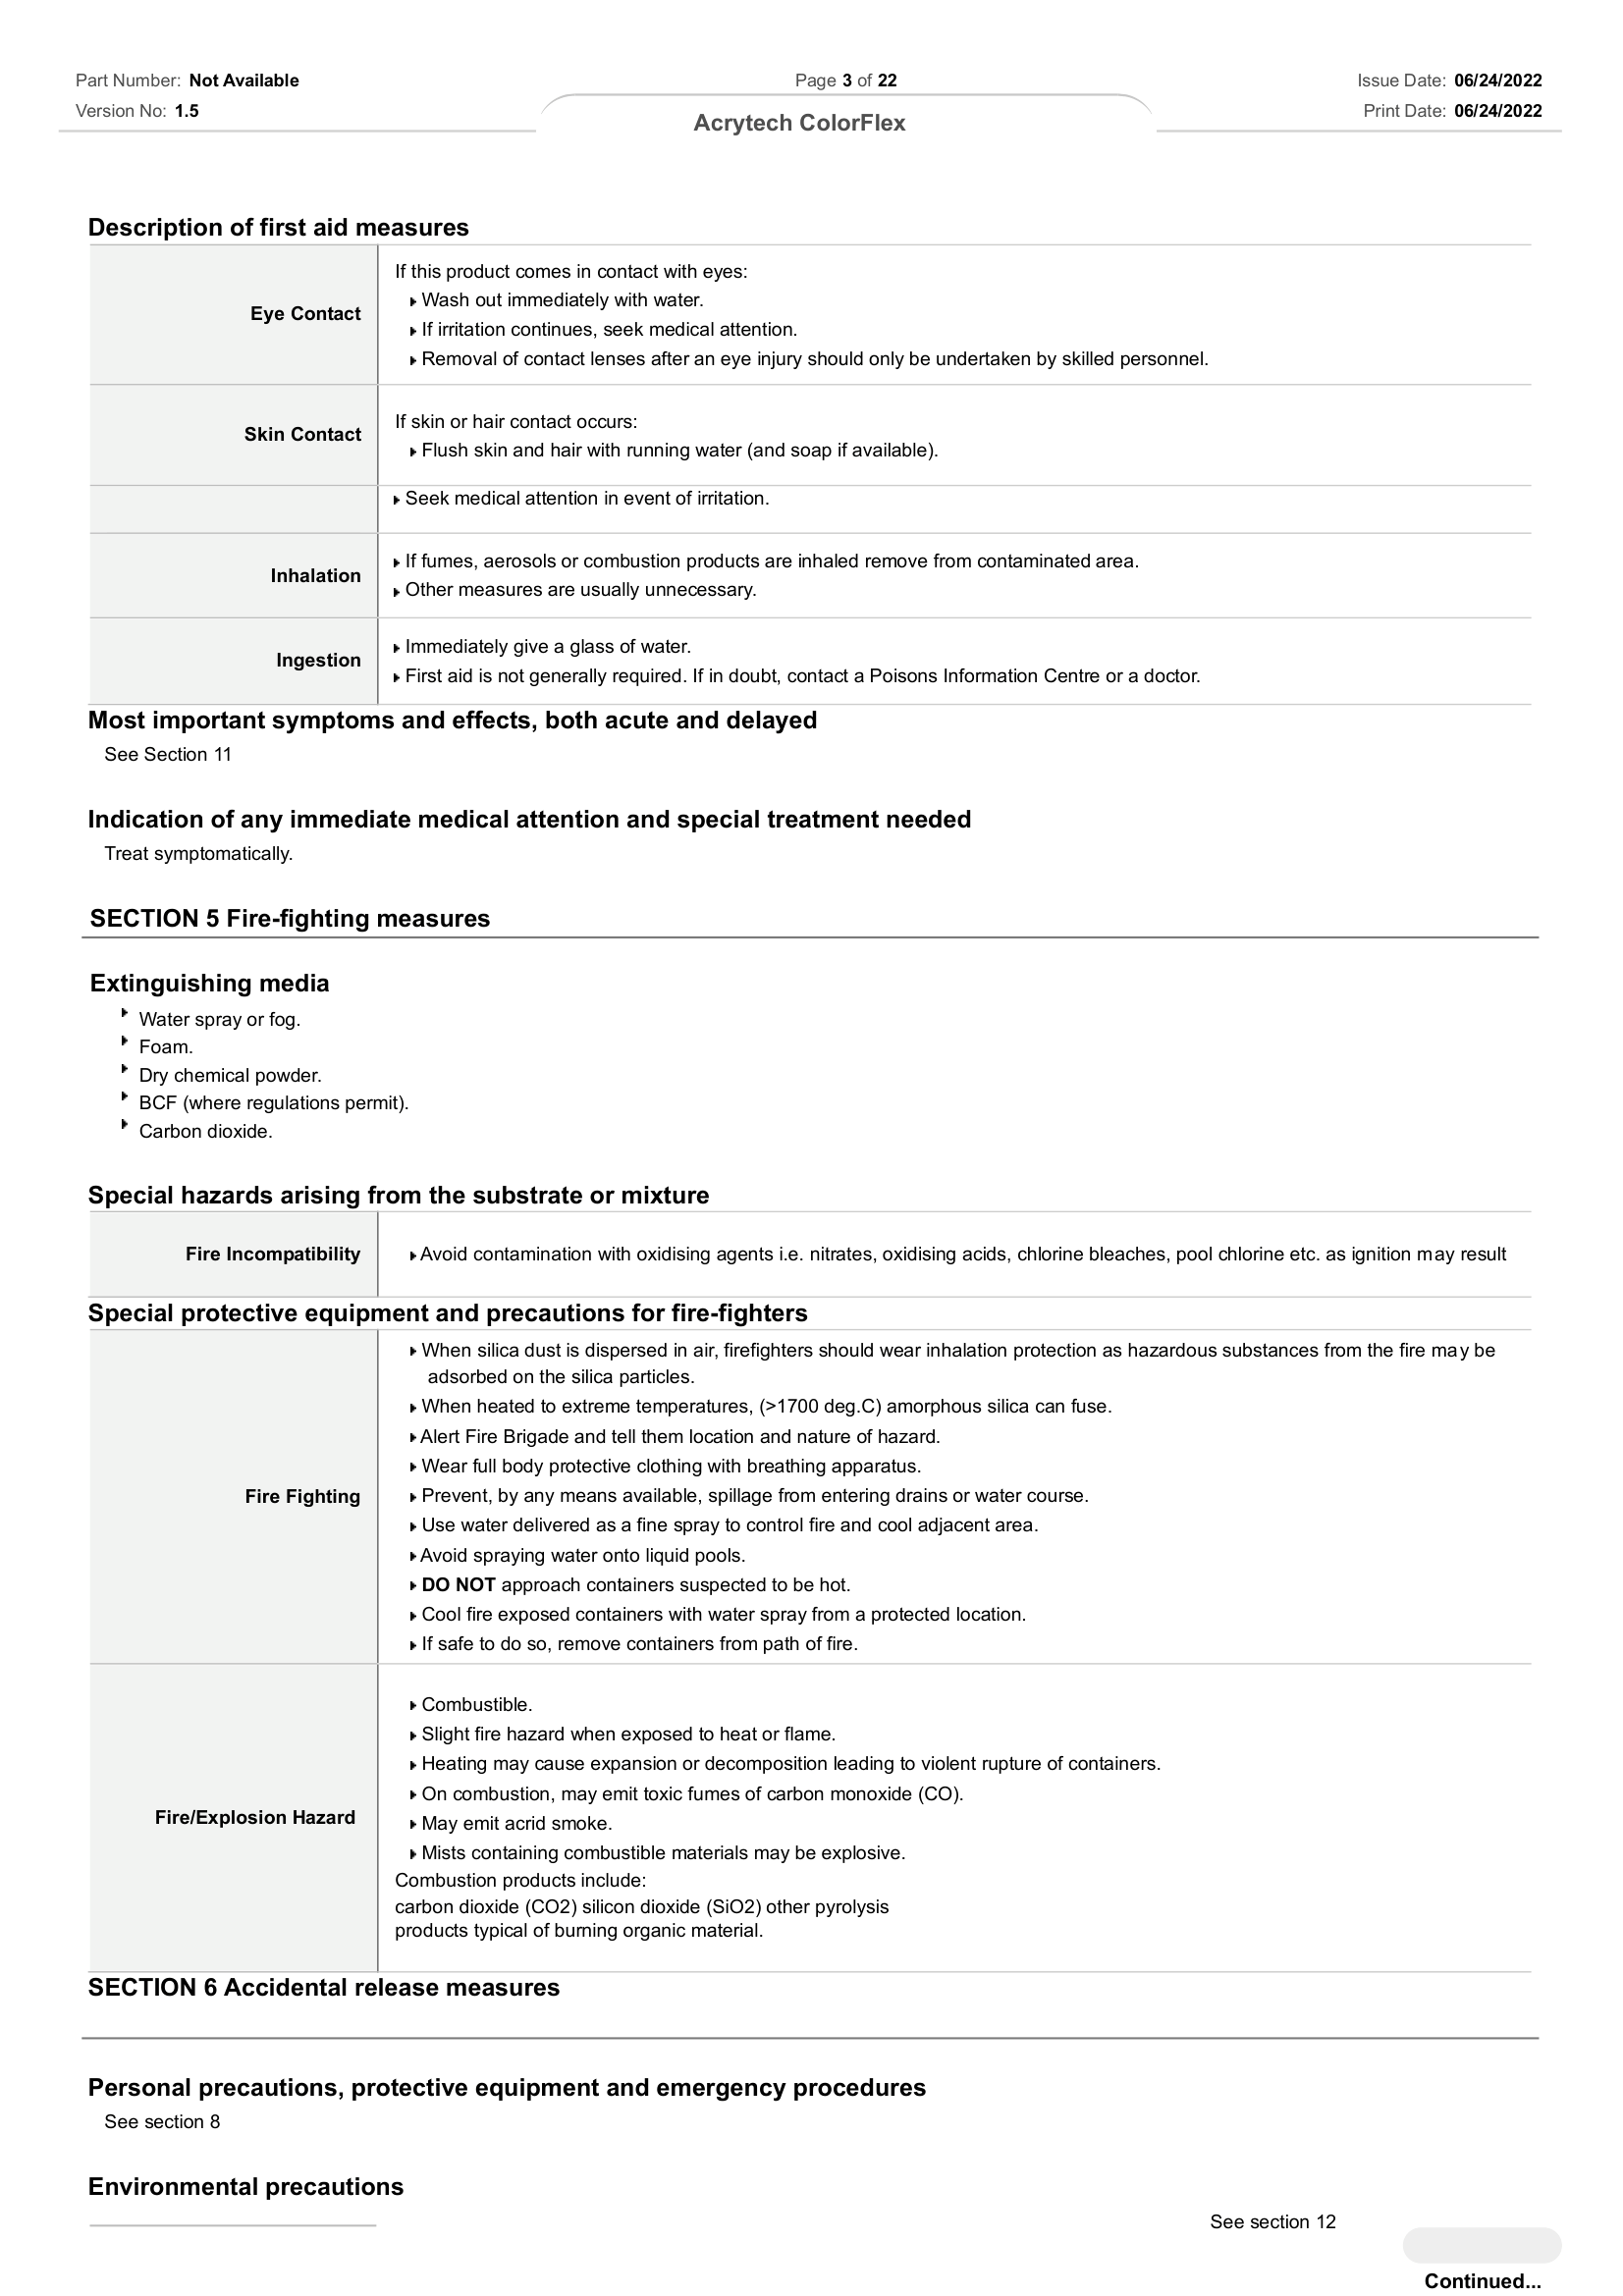 Part Number: Not Available
Page 3 of 22
Issue Date: 06/24/2022
Version No: 1.5
Acrytech ColorFlex
Print Date: 06/24/2022
Description of first aid measures
Eye Contact
If this product comes in contact with eyes:
Wash out immediately with water.
If irritation continues, seek medical attention.
Removal of contact lenses after an eye injury should only be undertaken by skilled personnel.
Skin Contact
If skin or hair contact occurs:
Flush skin and hair with running water (and soap if available).
Seek medical attention in event of irritation.
Inhalation
If fumes, aerosols or combustion products are inhaled remove from contaminated area.
Other measures are usually unnecessary.
Ingestion
Immediately give a glass of water.
First aid is not generally required. If in doubt, contact a Poisons Information Centre or a doctor.
Most important symptoms and effects, both acute and delayed
See Section 11
Indication of any immediate medical attention and special treatment needed
Treat symptomatically.
SECTION 5 Fire-fighting measures
Extinguishing media
Water spray or fog.
Foam.
Dry chemical powder.
BCF (where regulations permit).
Carbon dioxide.
Special hazards arising from the substrate or mixture
Fire Incompatibility
Avoid contamination with oxidising agents i.e. nitrates, oxidising acids, chlorine bleaches, pool chlorine etc. as ignition may result
Special protective equipment and precautions for fire-fighters
Fire Fighting
When silica dust is dispersed in air, firefighters should wear inhalation protection as hazardous substances from the fire may be
adsorbed on the silica particles.
When heated to extreme temperatures, (>1700 deg.C) amorphous silica can fuse.
Alert Fire Brigade and tell them location and nature of hazard.
Wear full body protective clothing with breathing apparatus.
Prevent, by any means available, spillage from entering drains or water course.
Use water delivered as a fine spray to control fire and cool adjacent area.
Avoid spraying water onto liquid pools.
DO NOT approach containers suspected to be hot.
Cool fire exposed containers with water spray from a protected location.
If safe to do so, remove containers from path of fire.
Fire/Explosion Hazard
Combustible.
Slight fire hazard when exposed to heat or flame.
Heating may cause expansion or decomposition leading to violent rupture of containers.
On combustion, may emit toxic fumes of carbon monoxide (CO).
May emit acrid smoke.
Mists containing combustible materials may be explosive.
Combustion products include:
carbon dioxide (CO2) silicon dioxide (SiO2) other pyrolysis
products typical of burning organic material.
SECTION 6 Accidental release measures
Personal precautions, protective equipment and emergency procedures
See section 8
Environmental precautions
See section 12
Continued...